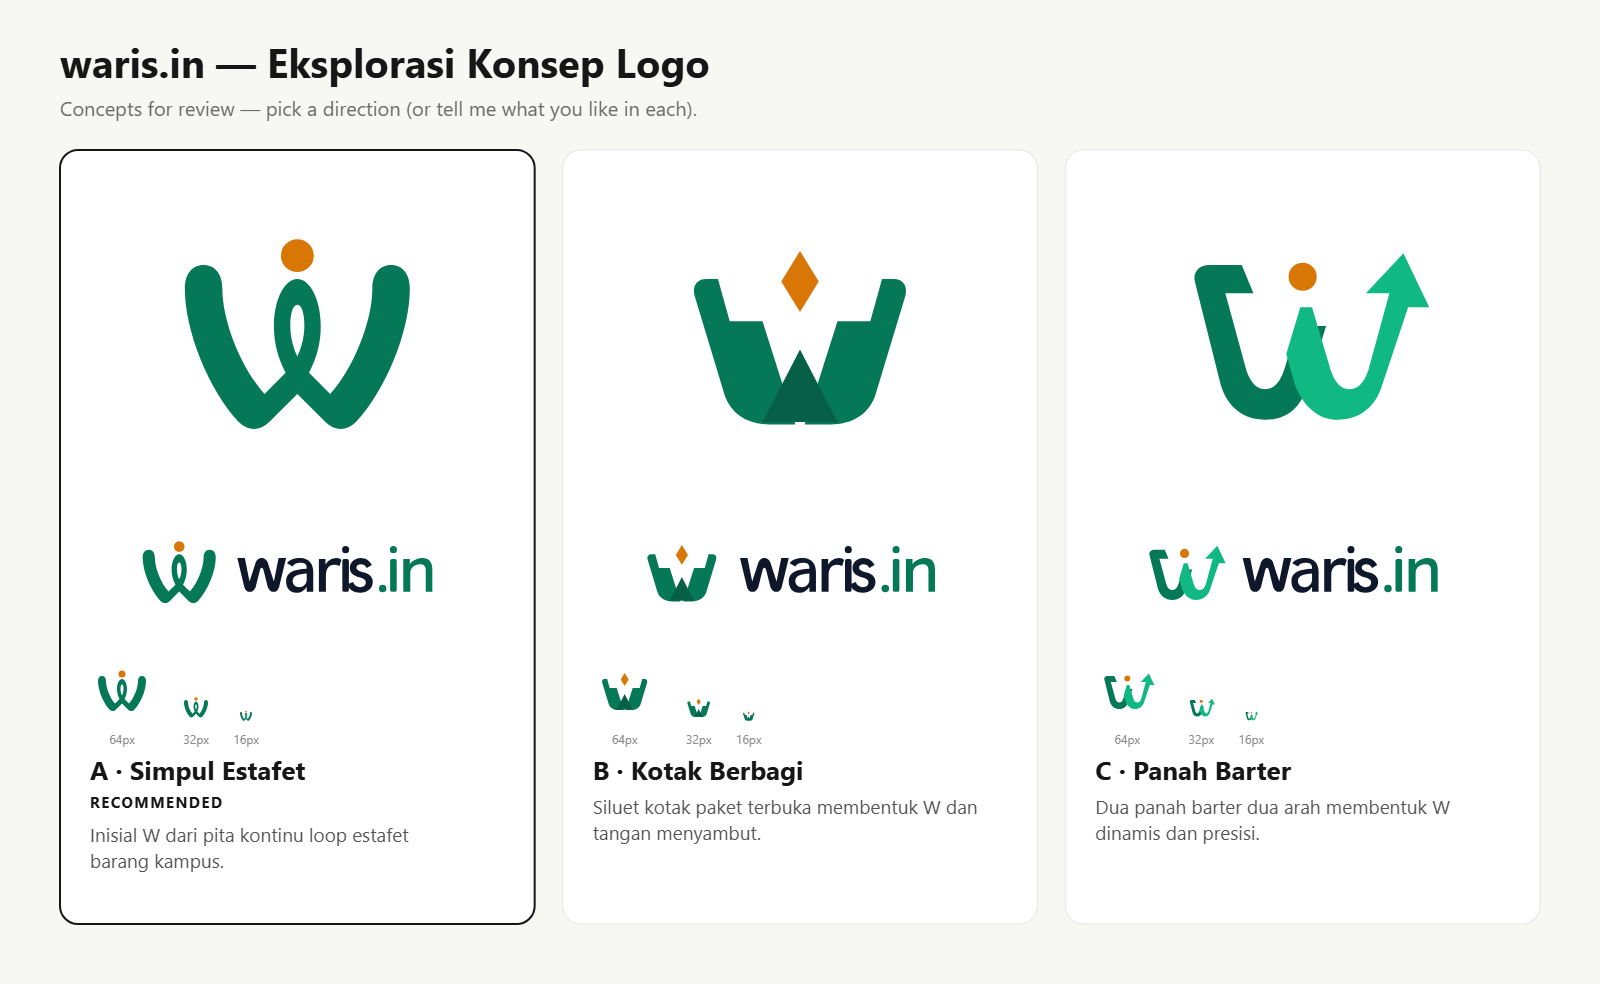 waris.in — Eksplorasi Konsep Logo
Concepts for review — pick a direction (or tell me what you like in each).
waris.in
64px 32px 16px
A · Simpul Estafet
RECOMMENDED
Inisial W dari pita kontinu loop estafet
barang kampus.
waris.in
64px 32px 16px
B · Kotak Berbagi
Siluet kotak paket terbuka membentuk W dan
tangan menyambut.
waris.in
64px 32px 16px
C · Panah Barter
Dua panah barter dua arah membentuk W
dinamis dan presisi.